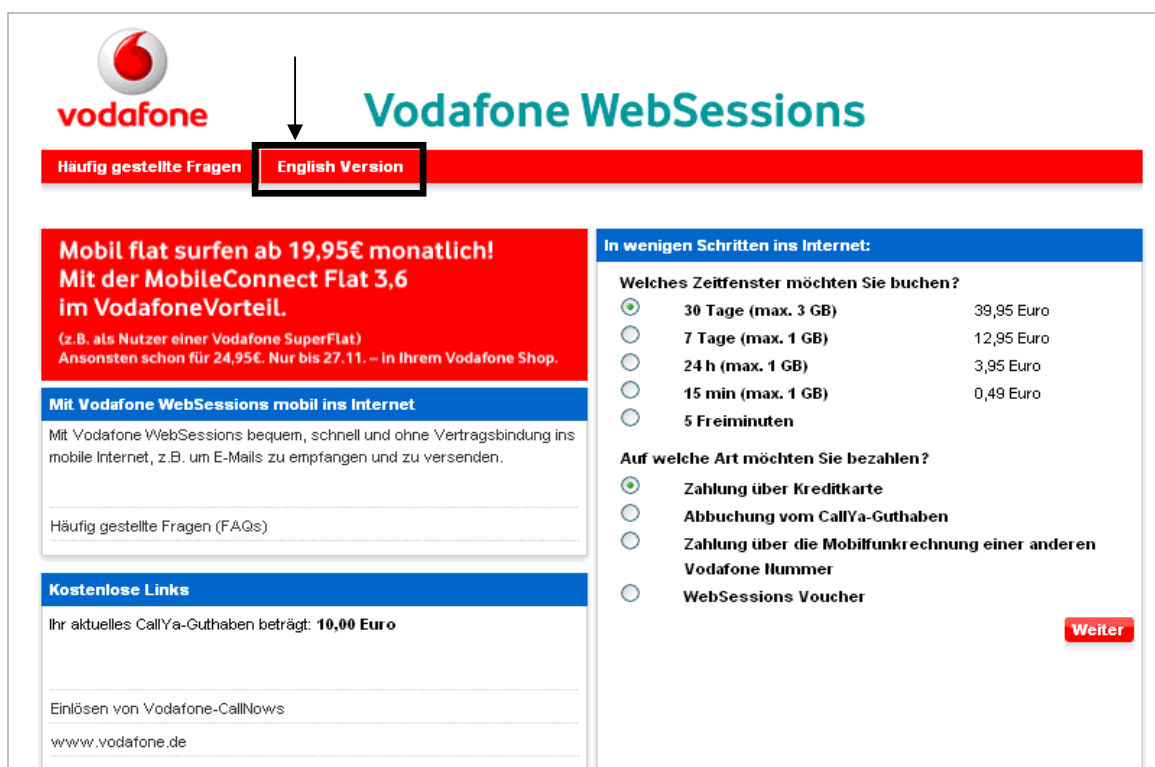 vodafone
Vodafone WebSessions
Häufig gestellte Fragen
English Version
Mobil flat surfen ab 19,95€ monatlich!
Mit der MobileConnect Flat 3,6
im VodafoneVorteil.
(z.B. als Nutzer einer Vodafone SuperFlat)
Ansonsten schon für 24,95€. Nur bis 27.11. – in Ihrem Vodafone Shop.
Mit Vodafone WebSessions mobil ins Internet
Mit Vodafone WebSessions bequem, schnell und ohne Vertragsbindung ins
mobile Internet, z.B. um E-Mails zu empfangen und zu versenden.
Häufig gestellte Fragen (FAQs)
Kostenlose Links
Ihr aktuelles CallYa-Guthaben beträgt: 10,00 Euro
Einlösen von Vodafone-CallNows
www.vodafone.de
In wenigen Schritten ins Internet:
Welches Zeitfenster möchten Sie buchen?
30 Tage (max. 3 GB) 39,95 Euro
7 Tage (max. 1 GB) 12,95 Euro
24 h (max. 1 GB) 3,95 Euro
15 min (max. 1 GB) 0,49 Euro
5 Freiminuten
Auf welche Art möchten Sie bezahlen?
Zahlung über Kreditkarte
Abbuchung vom CallYa-Guthaben
Zahlung über die Mobilfunkrechnung einer anderen
Vodafone Nummer
WebSessions Voucher
Weiter